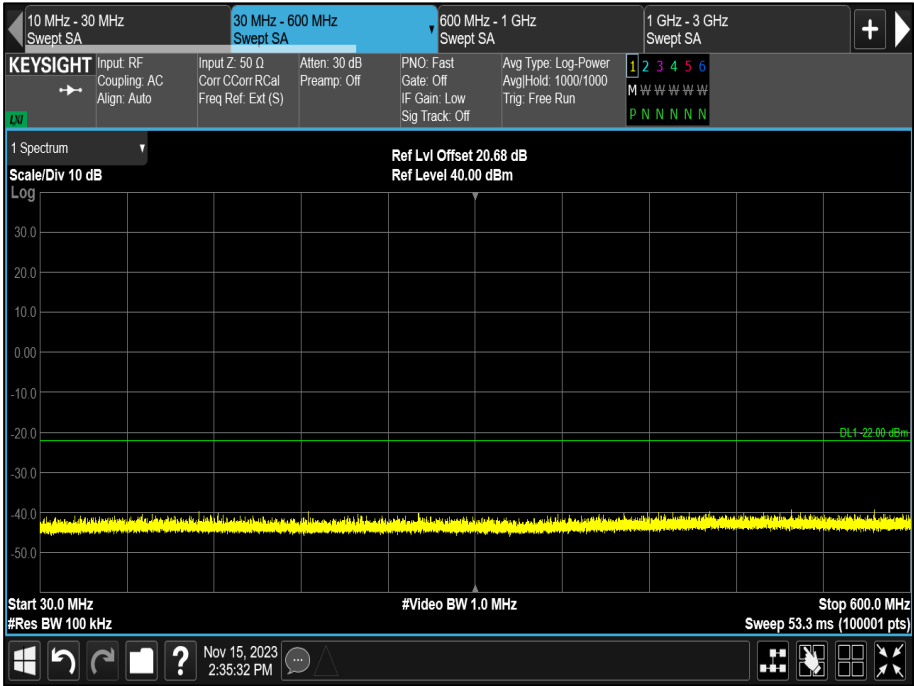 10 MHz - 30 MHz
Swept SA
30 MHz - 600 MHz
Swept SA
600 MHz - 1 GHz
Swept SA
1 GHz - 3 GHz
Swept SA
+
KEYSIGHT
LXI
Input: RF
Coupling: AC
Align: Auto
Input Z: 50 Ω
Corr CCorr RCal
Freq Ref: Ext (S)
Atten: 30 dB
Preamp: Off
PNO: Fast
Gate: Off
IF Gain: Low
Sig Track: Off
Avg Type: Log-Power
Avg|Hold: 1000/1000
Trig: Free Run
1 2 3 4 5 6
M W W W W W
P N N N N N
1 Spectrum
Scale/Div 10 dB
Log
Ref Lvl Offset 20.68 dB
Ref Level 40.00 dBm
30.0
20.0
10.0
0.00
-10.0
-20.0
DL1 -22.00 dBm
-30.0
-40.0
-50.0
Start 30.0 MHz
#Video BW 1.0 MHz
Stop 600.0 MHz
#Res BW 100 kHz
Sweep 53.3 ms (100001 pts)
?
Nov 15, 2023
2:35:32 PM